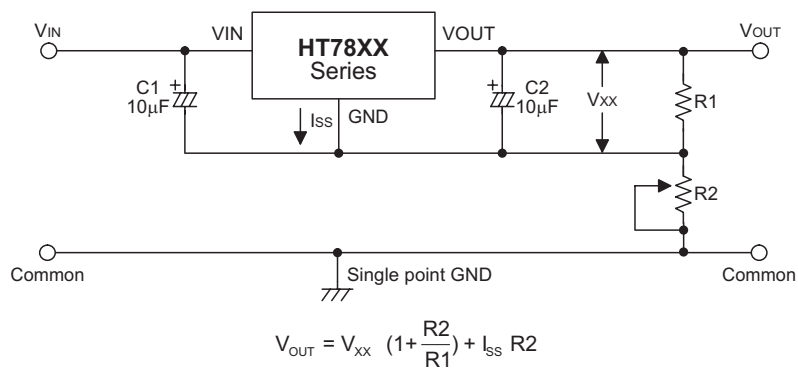 VIN
VIN
HT78XX
Series
VOUT
VOUT
C1
10µF
ISS
GND
C2
10µF
VXX
R1
R2
Common
Single point GND
Common
VOUT = VXX (1+R2/R1) + ISS R2